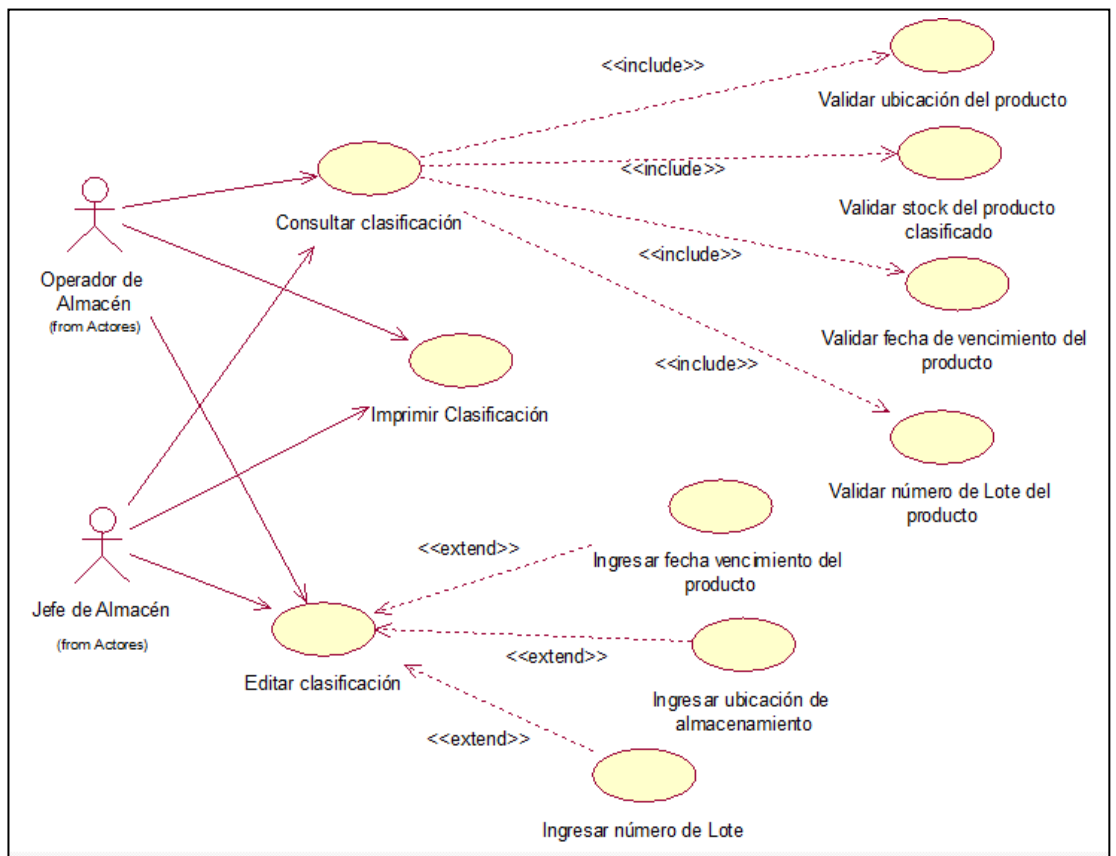 <<include>>
Validar ubicación del producto
<<include>>
Validar stock del producto
clasificado
Consultar clasificación
<<include>>
Operador de
Almacén
(from Actores)
Validar fecha de vencimiento del
producto
<<include>>
Imprimir Clasificación
Validar número de Lote del
producto
<<extend>>
Ingresar fecha vencimiento del
producto
Jefe de Almacén
(from Actores)
<<extend>>
Editar clasificación
Ingresar ubicación de
almacenamiento
<<extend>>
Ingresar número de Lote